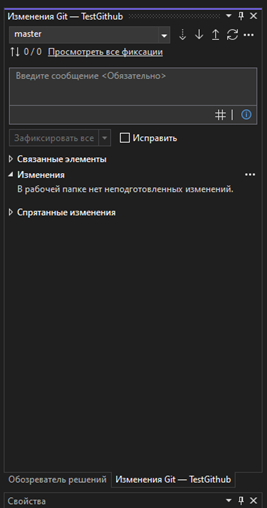 Изменения Git — TestGithub
master
0 / 0 Просмотреть все фиксации
Введите сообщение <Обязательно>
Зафиксировать все Исправить
Связанные элементы
Изменения
В рабочей папке нет неподготовленных изменений.
Спрятанные изменения
Обозреватель решений Изменения Git — TestGithub
Свойства